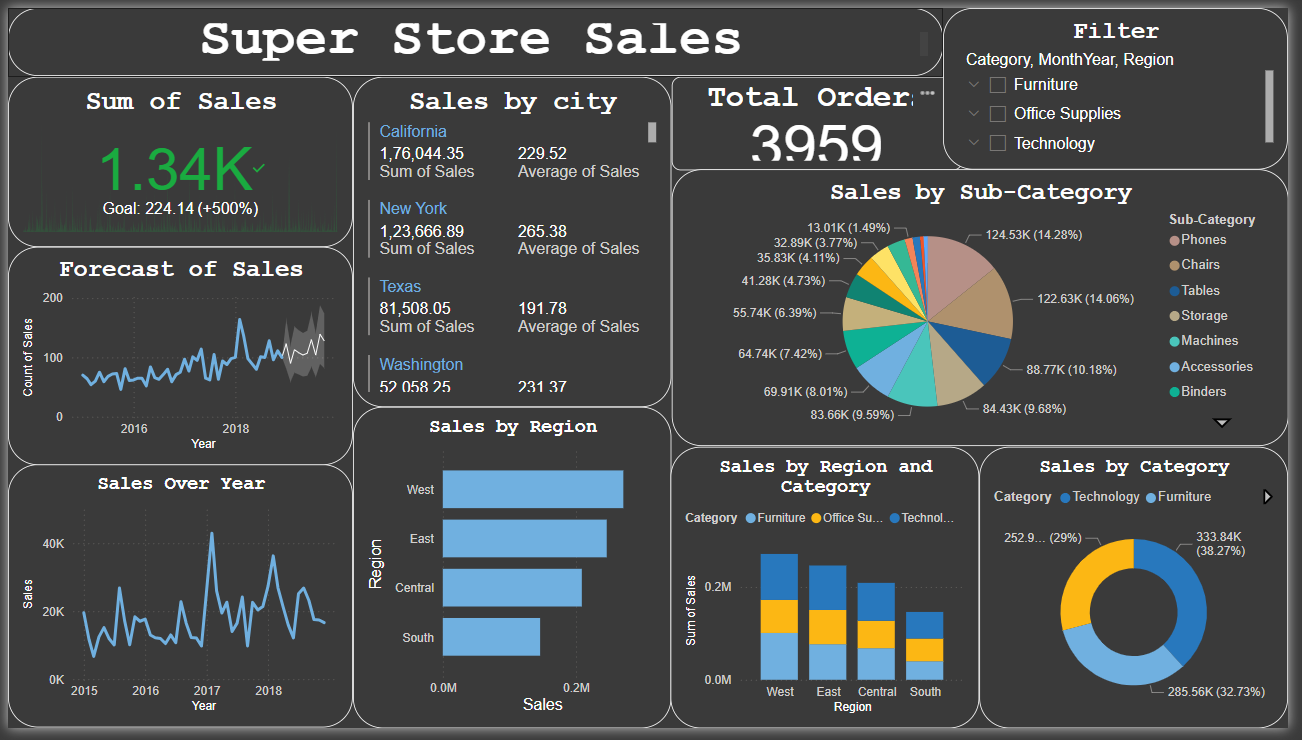 Super Store Sales
Filter
Category, MonthYear, Region
Furniture
Office Supplies
Technology
Sum of Sales
1.34K
Goal: 224.14 (+500%)
Sales by city
California
1,76,044.35 229.52
Sum of Sales Average of Sales
New York
1,23,666.89 265.38
Sum of Sales Average of Sales
Texas
81,508.05 191.78
Sum of Sales Average of Sales
Washington
52,058.25 231.37
Total Order
3959
Sales by Sub-Category
13.01K (1.49%)
32.89K (3.77%)
35.83K (4.11%)
41.28K (4.73%)
55.74K (6.39%)
64.74K (7.42%)
69.91K (8.01%)
83.66K (9.59%)
124.53K (14.28%)
122.63K (14.06%)
88.77K (10.18%)
84.43K (9.68%)
Sub-Category
Phones
Chairs
Tables
Storage
Machines
Accessories
Binders
Forecast of Sales
Count of Sales
200
100
0
2016 2018
Year
Sales Over Year
Sales
40K
20K
0K
2015 2016 2017 2018
Year
Sales by Region
Region
West
East
Central
South
0.0M 0.2M
Sales
Sales by Region and
Category
Category Furniture Office Su... Technol...
Sum of Sales
0.2M
0.0M
West East Central South
Region
Sales by Category
Category Technology Furniture
252.9... (29%)
333.84K
(38.27%)
285.56K (32.73%)